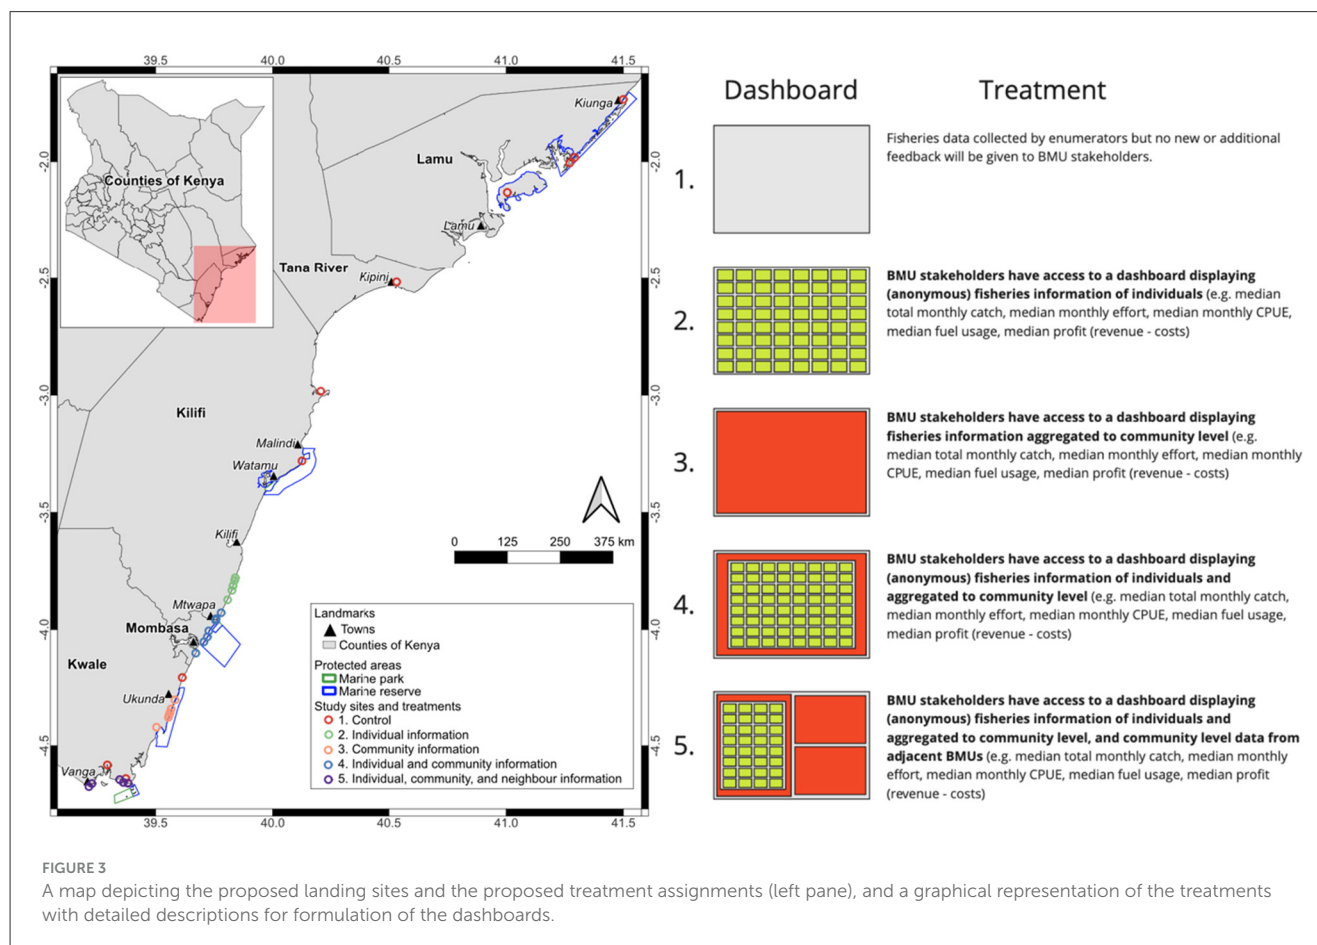 39.5 40.0 40.5 41.0 41.5
-2.0
-2.5
-3.0
-3.5
-4.0
-4.5
-2.0
-2.5
-3.0
-3.5
-4.0
-4.5
39.5 40.0 40.5 41.0 41.5
Counties of Kenya
Kiunga
Lamu
Lamu
Tana River
Kipini
Kilifi
Malindi
Watamu
Kilifi
Mtwapa
Mombasa
Kwale
Ukunda
Vanga
0 125 250 375 km
Landmarks
Towns
Counties of Kenya
Protected areas
Marine park
Marine reserve
Study sites and treatments
1. Control
2. Individual information
3. Community information
4. Individual and community information
5. Individual, community, and neighbour information
Dashboard Treatment
1.
Fisheries data collected by enumerators but no new or additional
feedback will be given to BMU stakeholders.
2.
BMU stakeholders have access to a dashboard displaying
(anonymous) fisheries information of individuals (e.g. median
total monthly catch, median monthly effort, median monthly CPUE,
median fuel usage, median profit (revenue - costs)
3.
BMU stakeholders have access to a dashboard displaying
fisheries information aggregated to community level (e.g.
median total monthly catch, median monthly effort, median monthly
CPUE, median fuel usage, median profit (revenue - costs)
4.
BMU stakeholders have access to a dashboard displaying
(anonymous) fisheries information of individuals and
aggregated to community level (e.g. median total monthly catch,
median monthly effort, median monthly CPUE, median fuel usage,
median profit (revenue - costs)
5.
BMU stakeholders have access to a dashboard displaying
(anonymous) fisheries information of individuals and
aggregated to community level, and community level data from
adjacent BMUs (e.g. median total monthly catch, median monthly
effort, median monthly CPUE, median fuel usage, median profit
(revenue - costs)
FIGURE 3
A map depicting the proposed landing sites and the proposed treatment assignments (left pane), and a graphical representation of the treatments
with detailed descriptions for formulation of the dashboards.